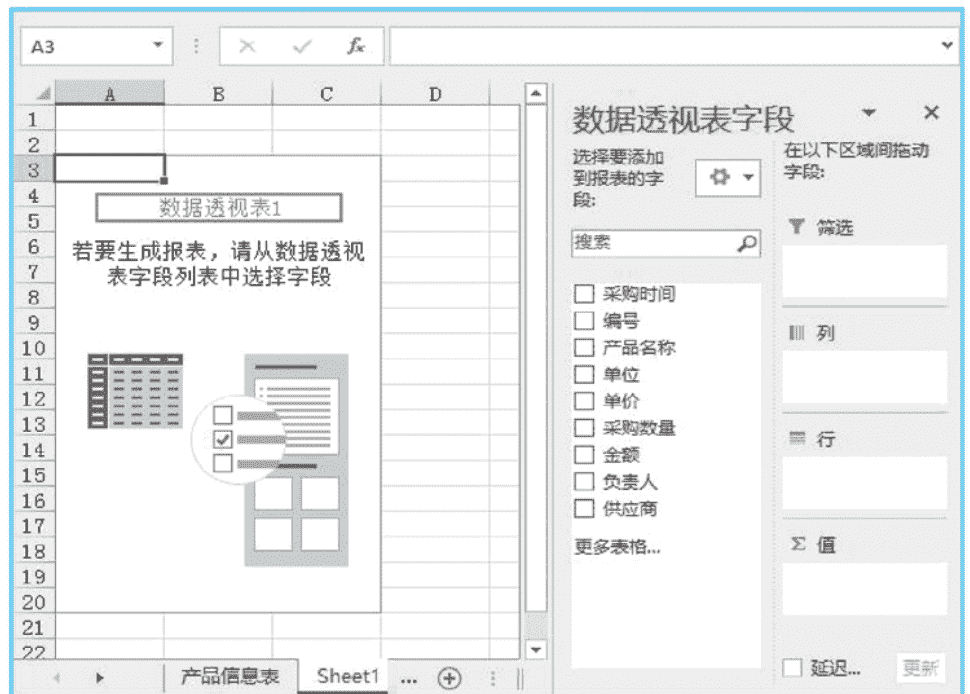 A3
fx
A B C D
1
2
3
4
5
6
7
8
9
10
11
12
13
14
15
16
17
18
19
20
21
22
数据透视表1
若要生成报表，请从数据透视
表字段列表中选择字段
产品信息表 Sheet1 ...
数据透视表字段
选择要添加
到报表的字
段:
搜索
采购时间
编号
产品名称
单位
单价
采购数量
金额
负责人
供应商
更多表格...
在以下区域间拖动
字段:
筛选
列
行
Σ 值
延迟... 更新